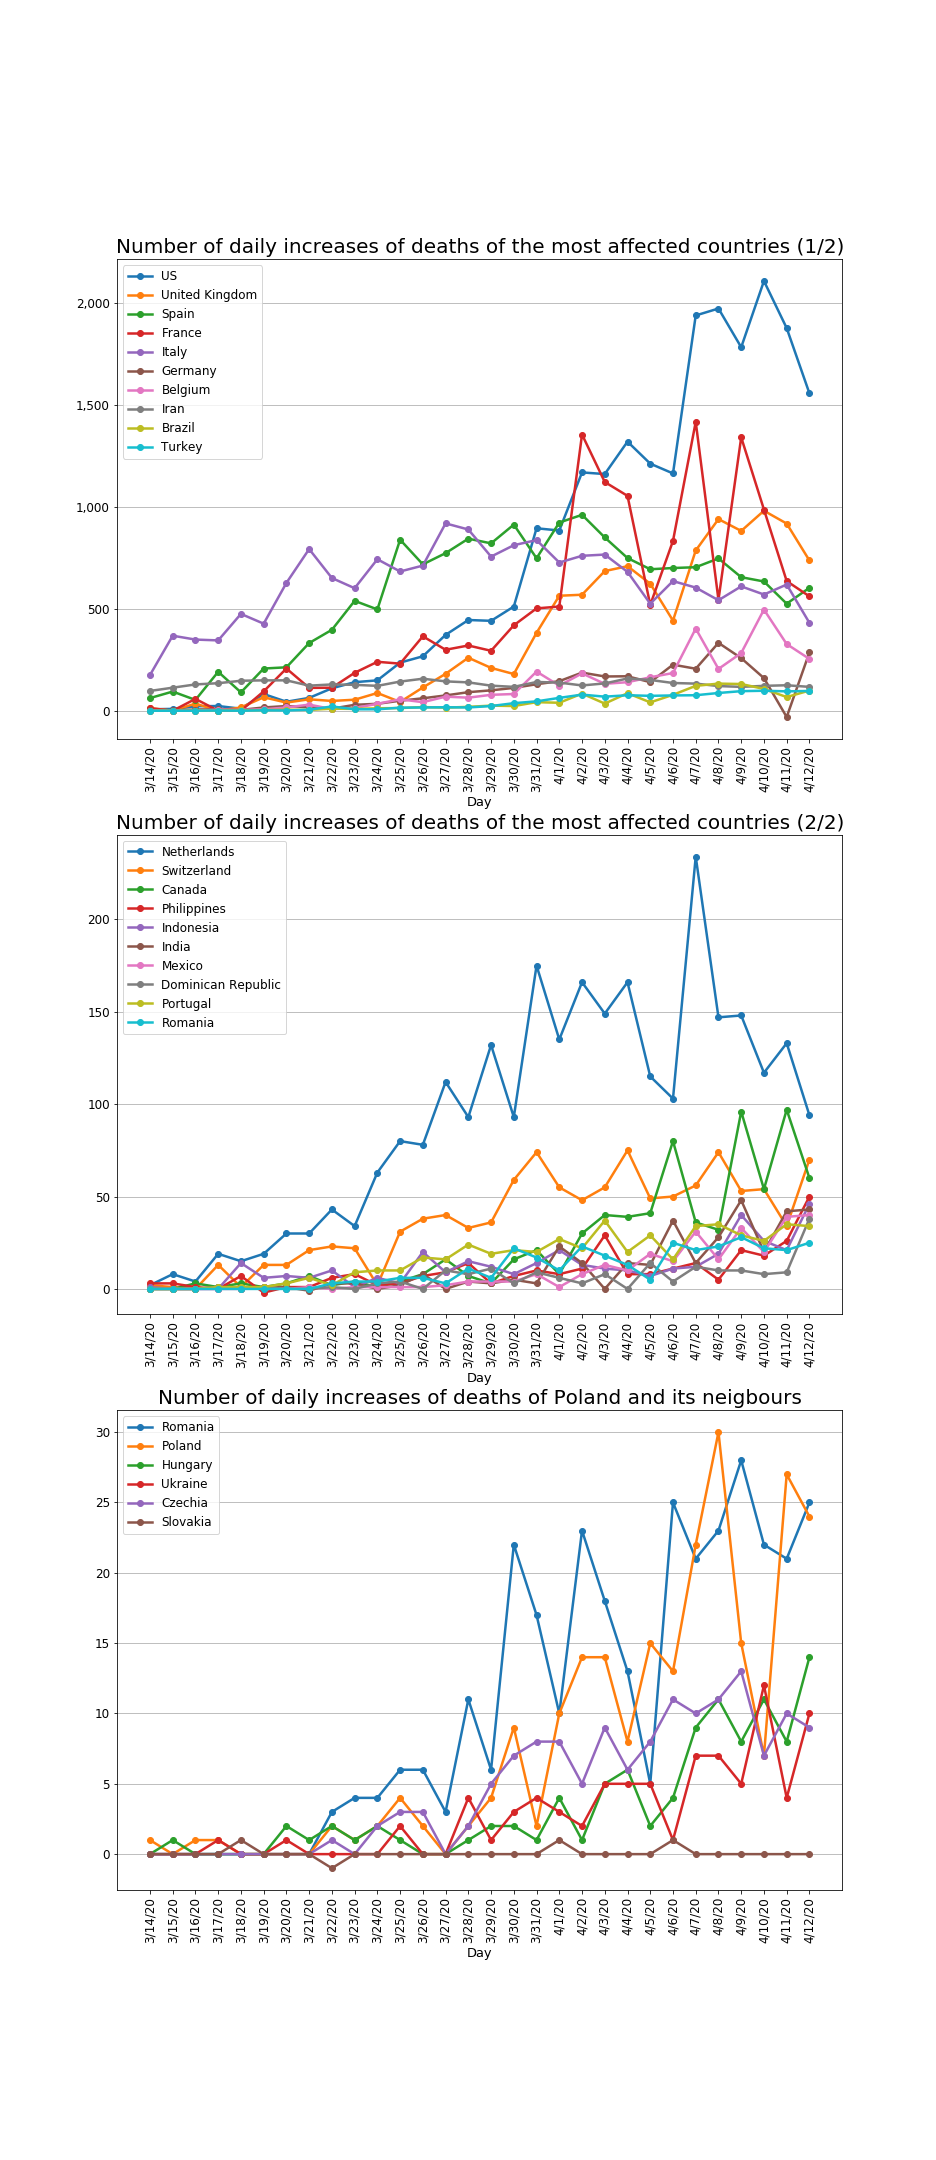 Number of daily increases of deaths of the most affected countries (1/2)
US
United Kingdom
Spain
France
Italy
Germany
Belgium
Iran
Brazil
Turkey
2,000
1,500
1,000
500
0
3/14/20 3/15/20 3/16/20 3/17/20 3/18/20 3/19/20 3/20/20 3/21/20 3/22/20 3/23/20 3/24/20 3/25/20 3/26/20 3/27/20 3/28/20 3/29/20 3/30/20 3/31/20 4/1/20 4/2/20 4/3/20 4/4/20 4/5/20 4/6/20 4/7/20 4/8/20 4/9/20 4/10/20 4/11/20 4/12/20
Day
Number of daily increases of deaths of the most affected countries (2/2)
Netherlands
Switzerland
Canada
Philippines
Indonesia
India
Mexico
Dominican Republic
Portugal
Romania
200
150
100
50
0
3/14/20 3/15/20 3/16/20 3/17/20 3/18/20 3/19/20 3/20/20 3/21/20 3/22/20 3/23/20 3/24/20 3/25/20 3/26/20 3/27/20 3/28/20 3/29/20 3/30/20 3/31/20 4/1/20 4/2/20 4/3/20 4/4/20 4/5/20 4/6/20 4/7/20 4/8/20 4/9/20 4/10/20 4/11/20 4/12/20
Day
Number of daily increases of deaths of Poland and its neigbours
Romania
Poland
Hungary
Ukraine
Czechia
Slovakia
30
25
20
15
10
5
0
3/14/20 3/15/20 3/16/20 3/17/20 3/18/20 3/19/20 3/20/20 3/21/20 3/22/20 3/23/20 3/24/20 3/25/20 3/26/20 3/27/20 3/28/20 3/29/20 3/30/20 3/31/20 4/1/20 4/2/20 4/3/20 4/4/20 4/5/20 4/6/20 4/7/20 4/8/20 4/9/20 4/10/20 4/11/20 4/12/20
Day